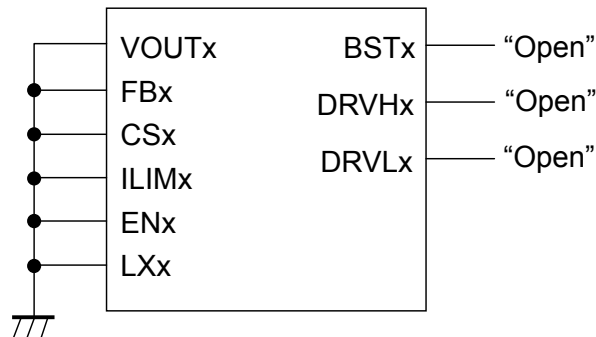 VOUTx
FBx
CSx
ILIMx
ENx
LXx
BSTx
DRVHx
DRVLx
“Open”
“Open”
“Open”